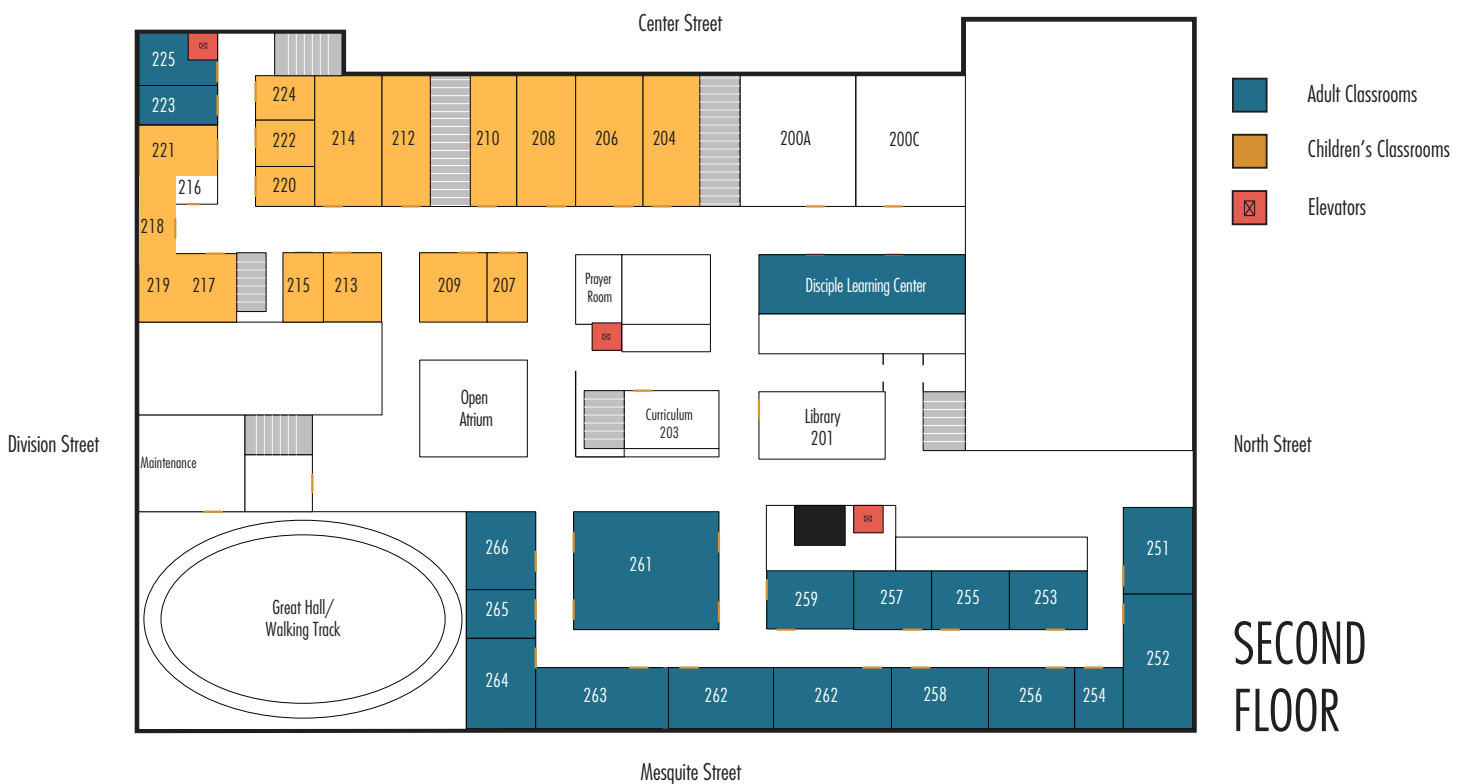 Center Street
225
223
221
216
218
219
217
224
222
220
214
212
210
208
206
204
200A
200C
215
213
209
207
Prayer
Room
Disciple Learning Center
Adult Classrooms
Children's Classrooms
Elevators
Open
Atrium
Curriculum
203
Library
201
Division Street
Maintenance
North Street
Great Hall/
Walking Track
266
265
264
261
259
257
255
253
251
252
263
262
262
258
256
254
SECOND
FLOOR
Mesquite Street